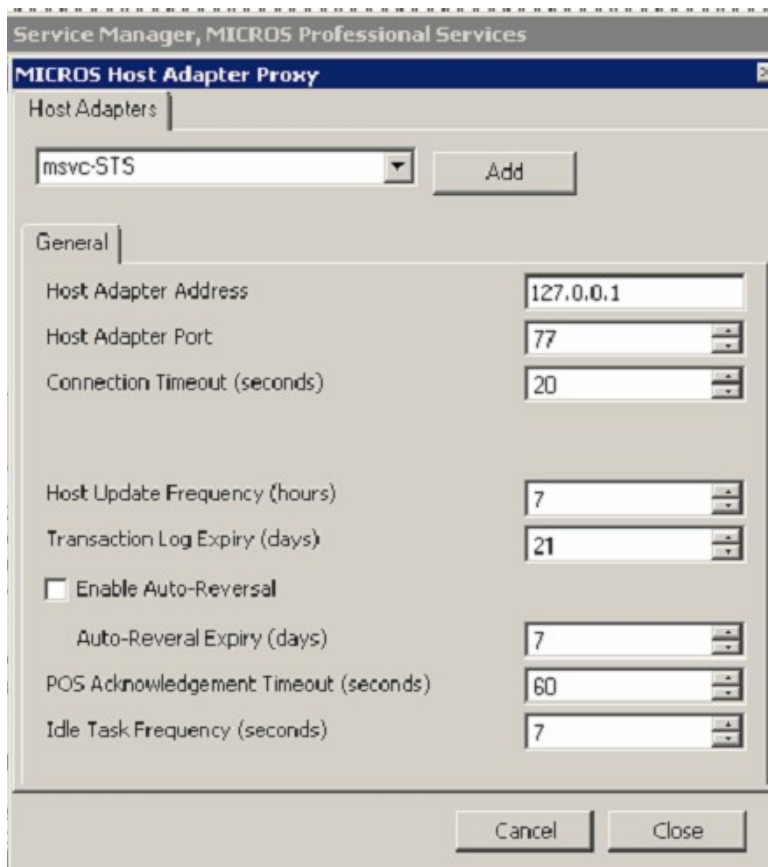 Service Manager, MICROS Professional Services
MICROS Host Adapter Proxy
Host Adapters
msvc-STS
Add
General
Host Adapter Address 127.0.0.1
Host Adapter Port 77
Connection Timeout (seconds) 20
Host Update Frequency (hours) 7
Transaction Log Expiry (days) 21
Enable Auto-Reversal
Auto-Reveral Expiry (days) 7
POS Acknowledgement Timeout (seconds) 60
Idle Task Frequency (seconds) 7
Cancel Close